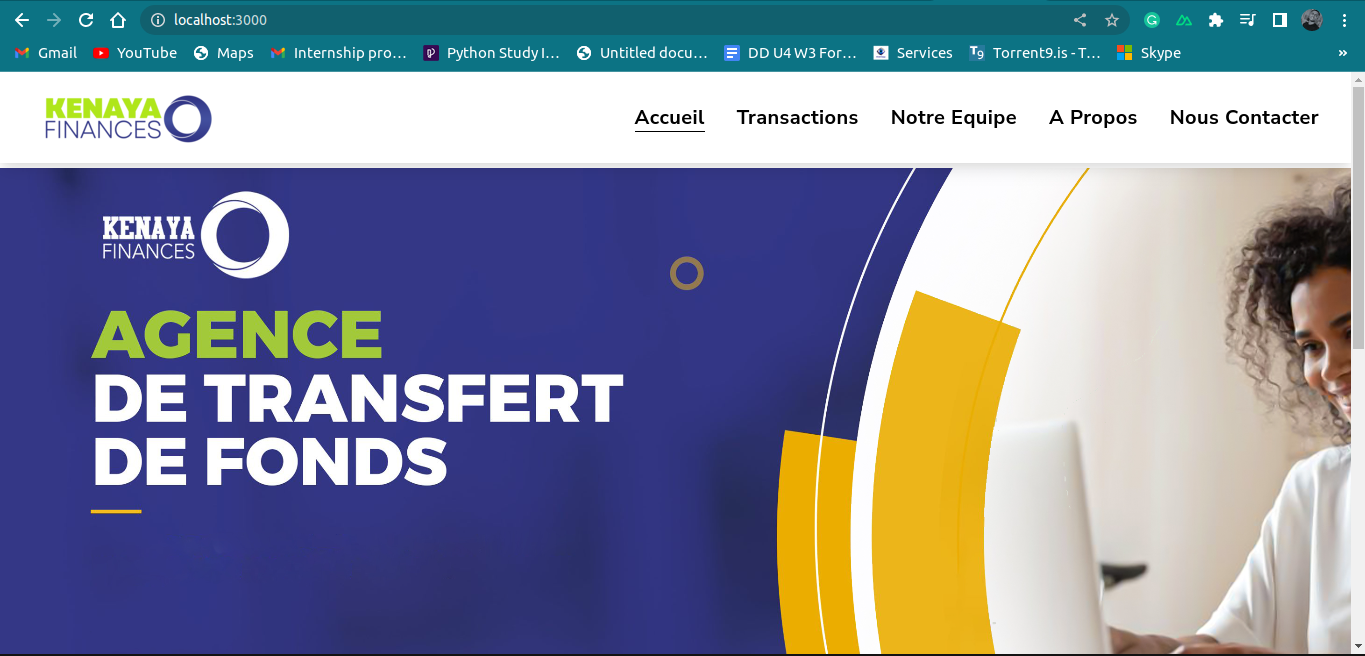 localhost:3000
Gmail YouTube Maps Internship pro... Python Study I... Untitled docu... DD U4 W3 For... Services Torrent9.is - T... Skype »
KENAYA
FINANCES
Accueil Transactions Notre Equipe A Propos Nous Contacter
KENAYA
FINANCES
AGENCE
DE TRANSFERT
DE FONDS